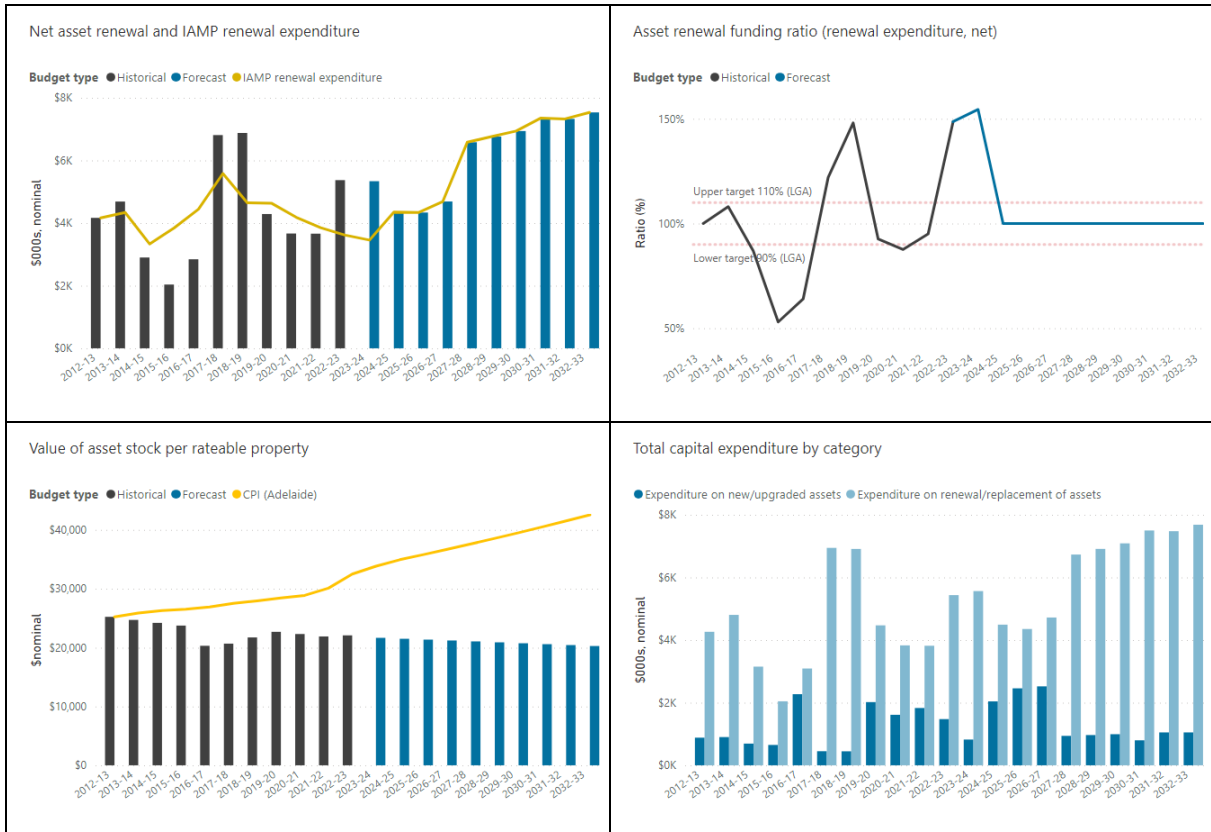 Net asset renewal and IAMP renewal expenditure
Budget type Historical Forecast IAMP renewal expenditure
$8K
$6K
$4K
$2K
$0K
$000s, nominal
2012-13 2013-14 2014-15 2015-16 2016-17 2017-18 2018-19 2019-20 2020-21 2021-22 2022-23 2023-24 2024-25 2025-26 2026-27 2027-28 2028-29 2029-30 2030-31 2031-32 2032-33
Asset renewal funding ratio (renewal expenditure, net)
Budget type Historical Forecast
150%
100%
50%
Ratio (%)
Upper target 110% (LGA)
Lower target 90% (LGA)
2012-13 2013-14 2014-15 2015-16 2016-17 2017-18 2018-19 2019-20 2020-21 2021-22 2022-23 2023-24 2024-25 2025-26 2026-27 2027-28 2028-29 2029-30 2030-31 2031-32 2032-33
Value of asset stock per rateable property
Budget type Historical Forecast CPI (Adelaide)
$40,000
$30,000
$20,000
$10,000
$0
$nominal
2012-13 2013-14 2014-15 2015-16 2016-17 2017-18 2018-19 2019-20 2020-21 2021-22 2022-23 2023-24 2024-25 2025-26 2026-27 2027-28 2028-29 2029-30 2030-31 2031-32 2032-33
Total capital expenditure by category
Expenditure on new/upgraded assets Expenditure on renewal/replacement of assets
$8K
$6K
$4K
$2K
$0K
$000s, nominal
2012-13 2013-14 2014-15 2015-16 2016-17 2017-18 2018-19 2019-20 2020-21 2021-22 2022-23 2023-24 2024-25 2025-26 2026-27 2027-28 2028-29 2029-30 2030-31 2031-32 2032-33